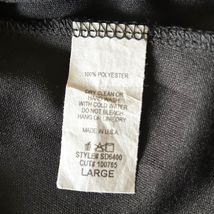 100% POLYESTER
DRY CLEAN OR
HAND WASH
WITH COLD WATER
DO NOT BLEACH
HANG OR LINE DRY
MADE IN U.S.A.
STYLE# SD6400
CUT# 100765
LARGE